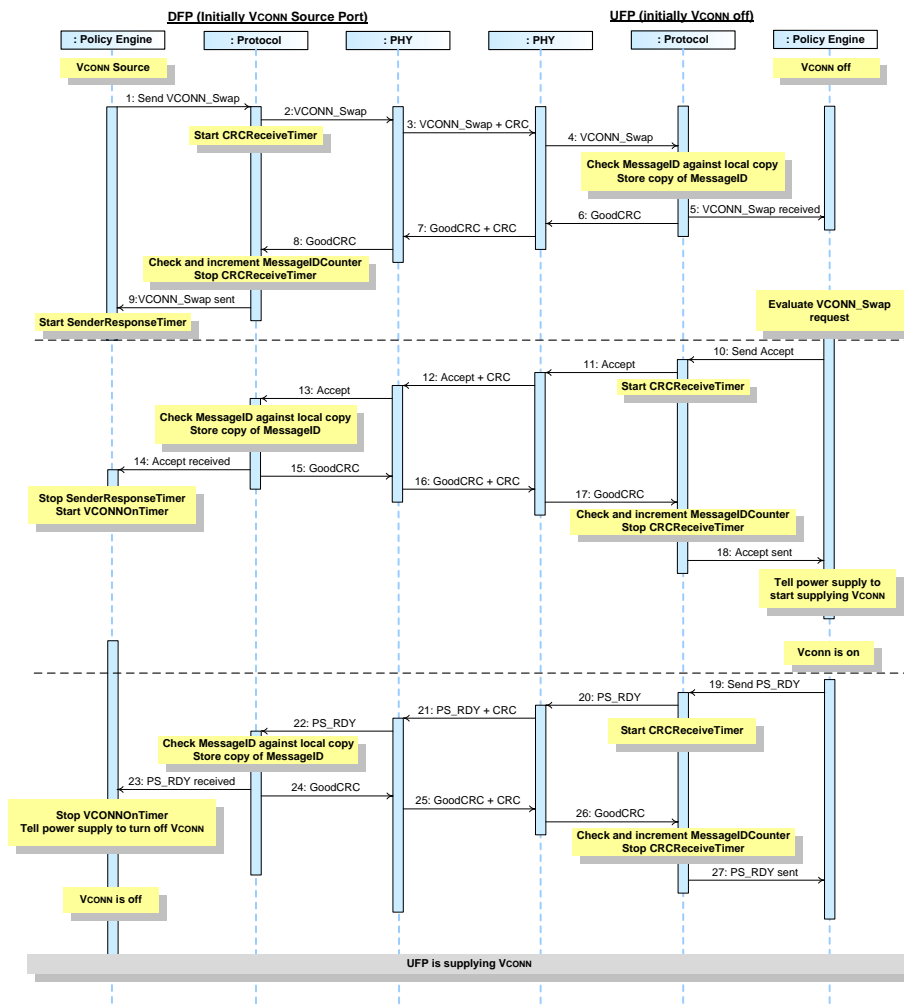 DFP (Initially VCONN Source Port)
UFP (initially VCONN off)
: Policy Engine
: Protocol
: PHY
: PHY
: Protocol
: Policy Engine
VCONN Source
VCONN off
1: Send VCONN_Swap
2:VCONN_Swap
Start CRCReceiveTimer
3: VCONN_Swap + CRC
4: VCONN_Swap
Check MessageID against local copy
Store copy of MessageID
5: VCONN_Swap received
6: GoodCRC
7: GoodCRC + CRC
8: GoodCRC
Check and increment MessageIDCounter
Stop CRCReceiveTimer
9:VCONN_Swap sent
Start SenderResponseTimer
Evaluate VCONN_Swap
request
10: Send Accept
11: Accept
Start CRCReceiveTimer
12: Accept + CRC
13: Accept
Check MessageID against local copy
Store copy of MessageID
14: Accept received
15: GoodCRC
16: GoodCRC + CRC
17: GoodCRC
Stop SenderResponseTimer
Start VCONNOnTimer
Check and increment MessageIDCounter
Stop CRCReceiveTimer
18: Accept sent
Tell power supply to
start supplying VCONN
Vconn is on
19: Send PS_RDY
20: PS_RDY
Start CRCReceiveTimer
21: PS_RDY + CRC
22: PS_RDY
Check MessageID against local copy
Store copy of MessageID
23: PS_RDY received
24: GoodCRC
25: GoodCRC + CRC
26: GoodCRC
Stop VCONNOnTimer
Tell power supply to turn off VCONN
Check and increment MessageIDCounter
Stop CRCReceiveTimer
27: PS_RDY sent
VCONN is off
UFP is supplying VCONN